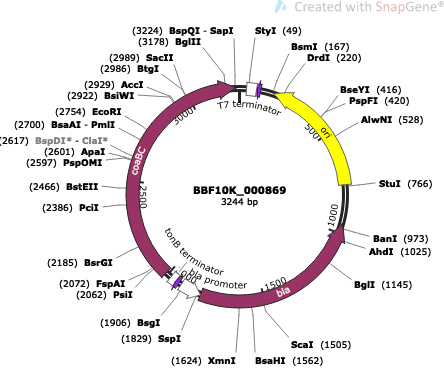 Created with SnapGene®
(3224) BspQI - SapI
(3178) BglII
(2989) SacII
(2986) BtgI
(2929) AccI
(2922) BsiWI
(2754) EcoRI
(2700) BsaAI - PmlI
(2617) BspDI* - ClaI*
(2601) ApaI
(2597) PspOMI
(2466) BstEII
(2386) PciI
(2185) BsrGI
(2072) FspAI
(2062) PsiI
(1906) BsgI
(1829) SspI
(1624) XmnI
BsaHI (1562)
ScaI (1505)
BglI (1145)
AhdI (1025)
BanI (973)
StuI (766)
AlwNI (528)
PspFI (420)
BseYI (416)
DrdI (220)
BsmI (167)
StyI (49)
T7 terminator
ori
500
1000
1500
bla
bla promoter
tonB terminator
2500
coaBC
3000
BBF10K_000869
3244 bp